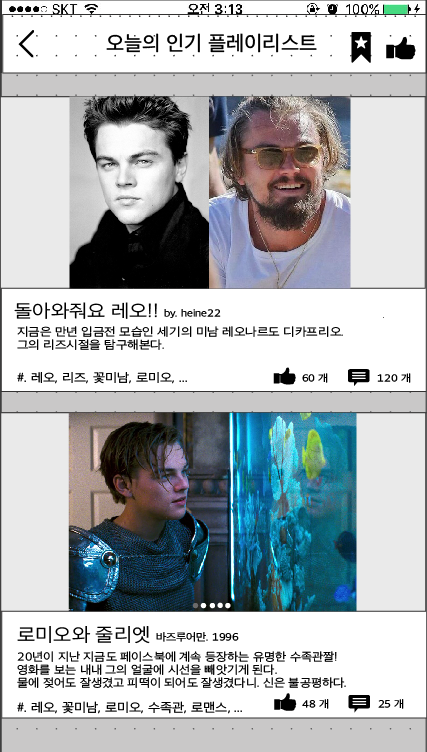 SKT 오전 3:13 100%
오늘의 인기 플레이리스트
돌아와줘요 레오!! by. heine22
지금은 만년 입금전 모습인 세기의 미남 레오나르도 디카프리오.
그의 리즈시절을 탐구해본다.
#. 레오, 리즈, 꽃미남, 로미오, ... 60 개 120 개
로미오와 줄리엣 바즈루어만. 1996
20년이 지난 지금도 페이스북에 계속 등장하는 유명한 수족관짤!
영화를 보는 내내 그의 얼굴에 시선을 빼앗기게 된다.
물에 젖어도 잘생겼고 피떡이 되어도 잘생겼다니. 신은 불공평하다.
#. 레오, 꽃미남, 로미오, 수족관, 로맨스, ... 48 개 25 개